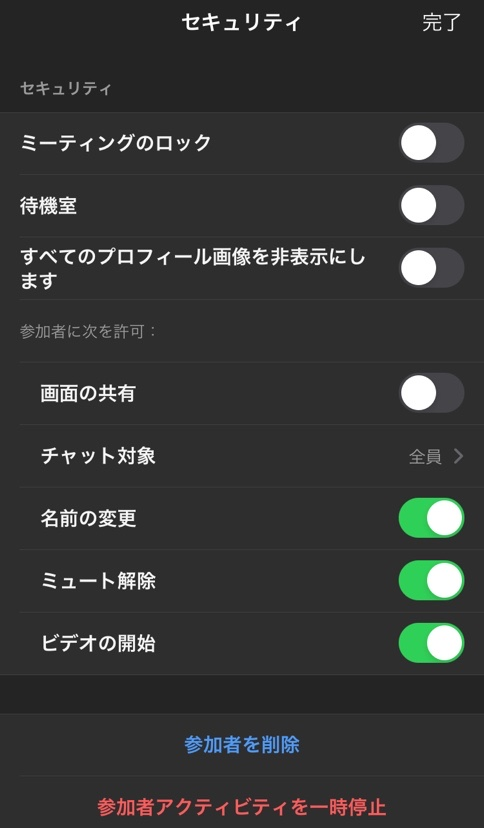 セキュリティ 完了
セキュリティ
ミーティングのロック
待機室
すべてのプロフィール画像を非表示にし
ます
参加者に次を許可：
画面の共有
チャット対象 全員
名前の変更
ミュート解除
ビデオの開始
参加者を削除
参加者アクティビティを一時停止